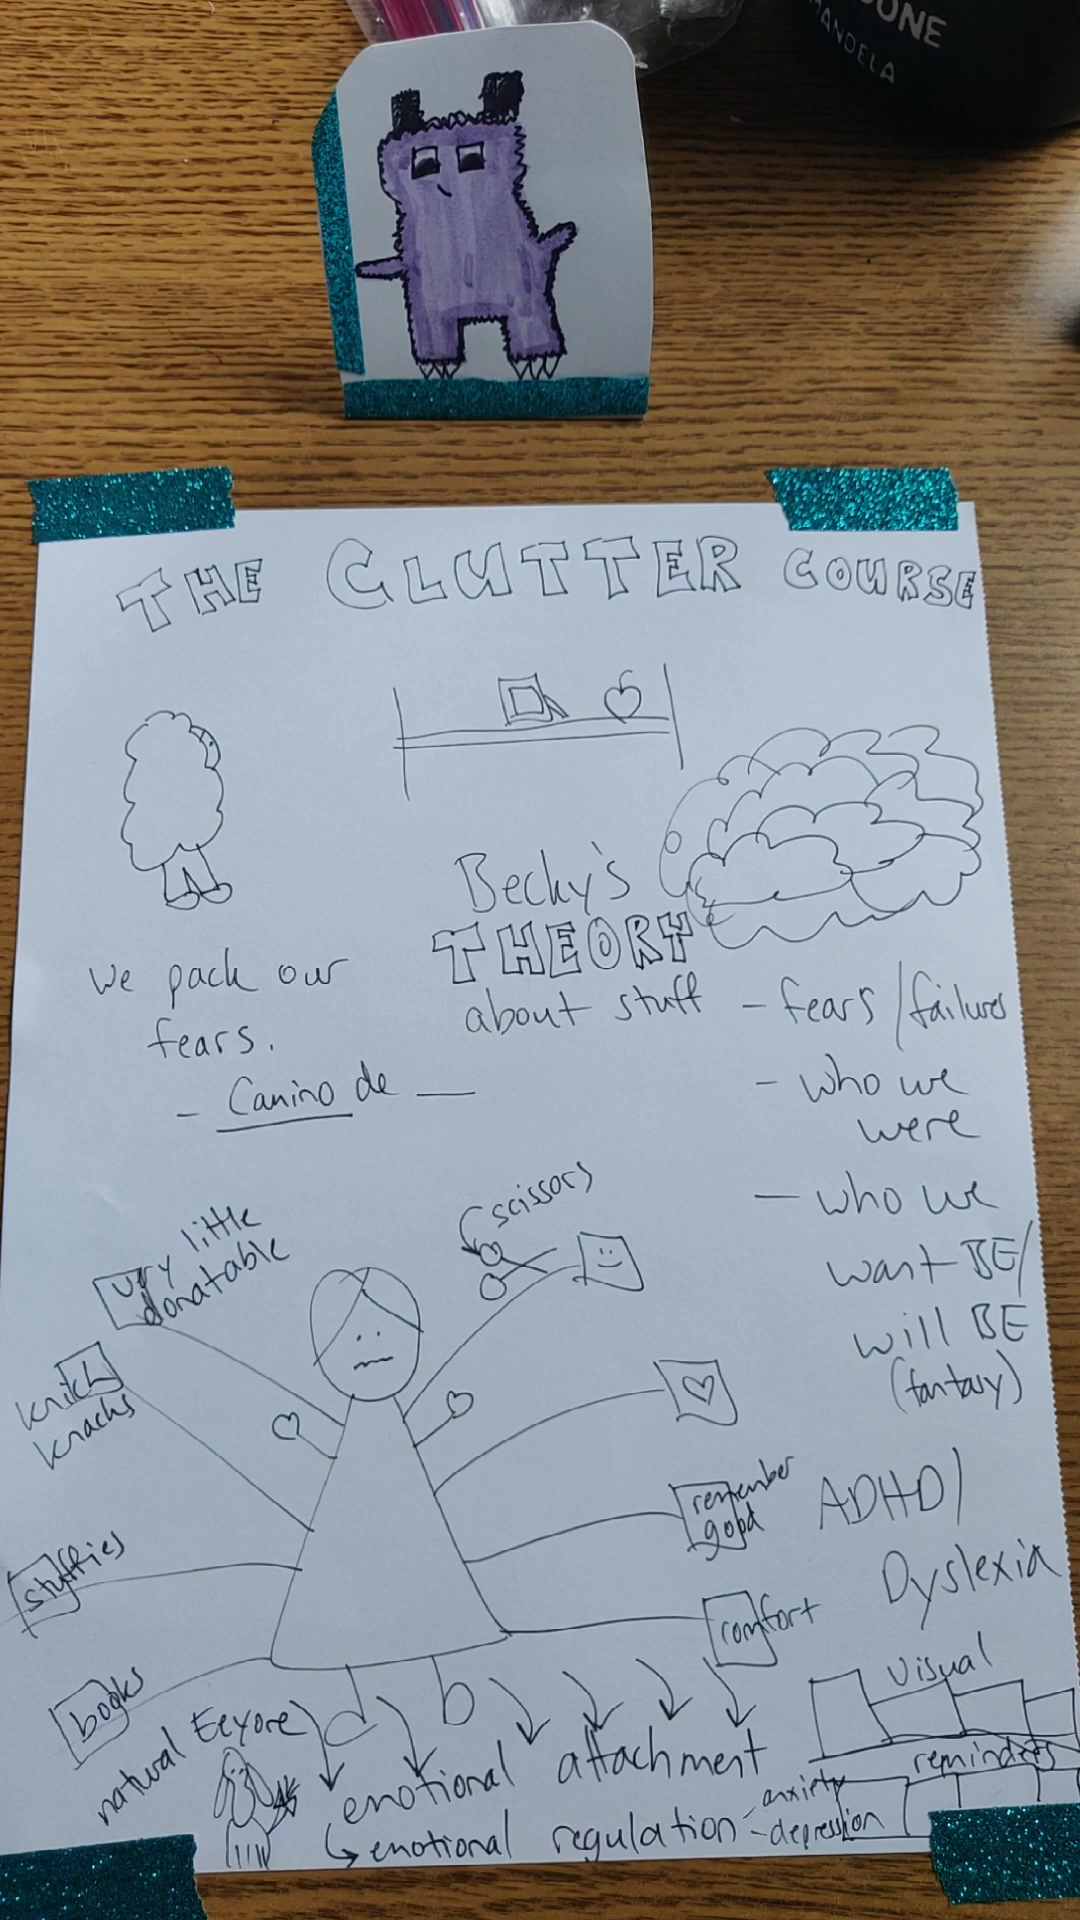 DONE
MANDELA
THE CLUTTER COURSE
Becky's
THEORY
about stuff
We pack our
fears.
- Camino de __
- fears/failures
- who we
were
- who we
want BE/
will BE
(fantasy)
scissors
very little
donatable
knick
knacks
stuffies
books
remember
good
comfort
ADHD/
Dyslexia
visual
reminders
natural Eeyore
emotional attachment
↳ emotional regulation - anxiety
- depression